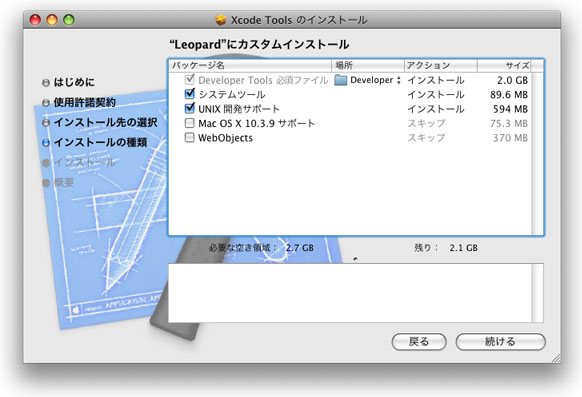 Xcode Tools のインストール
“Leopard”にカスタムインストール
はじめに
使用許諾契約
インストール先の選択
インストールの種類
インストール
概要
パッケージ名 場所 アクション サイズ
Developer Tools 必須ファイル Developer インストール 2.0 GB
システムツール インストール 89.6 MB
UNIX 開発サポート インストール 594 MB
Mac OS X 10.3.9 サポート スキップ 75.3 MB
WebObjects スキップ 370 MB
必要な空き領域： 2.7 GB 残り： 2.1 GB
戻る 続ける